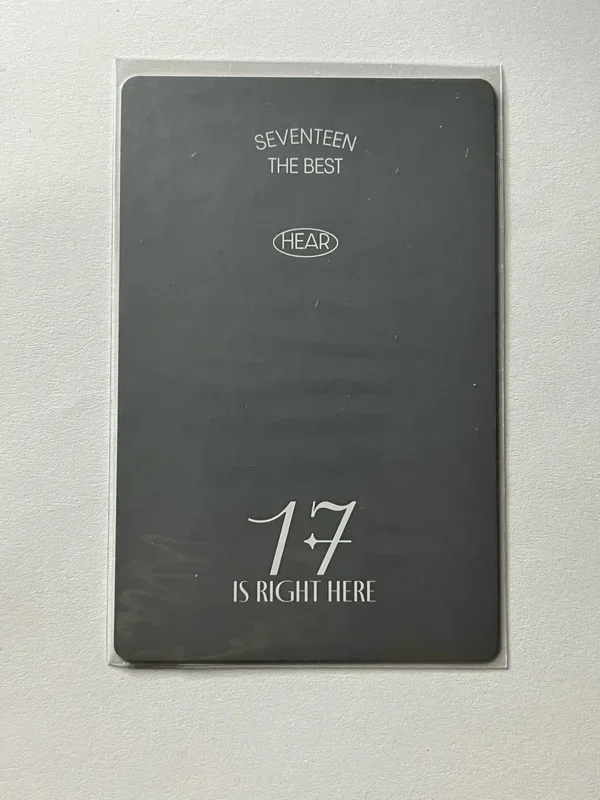 SEVENTEEN
THE BEST
HEAR
17
IS RIGHT HERE